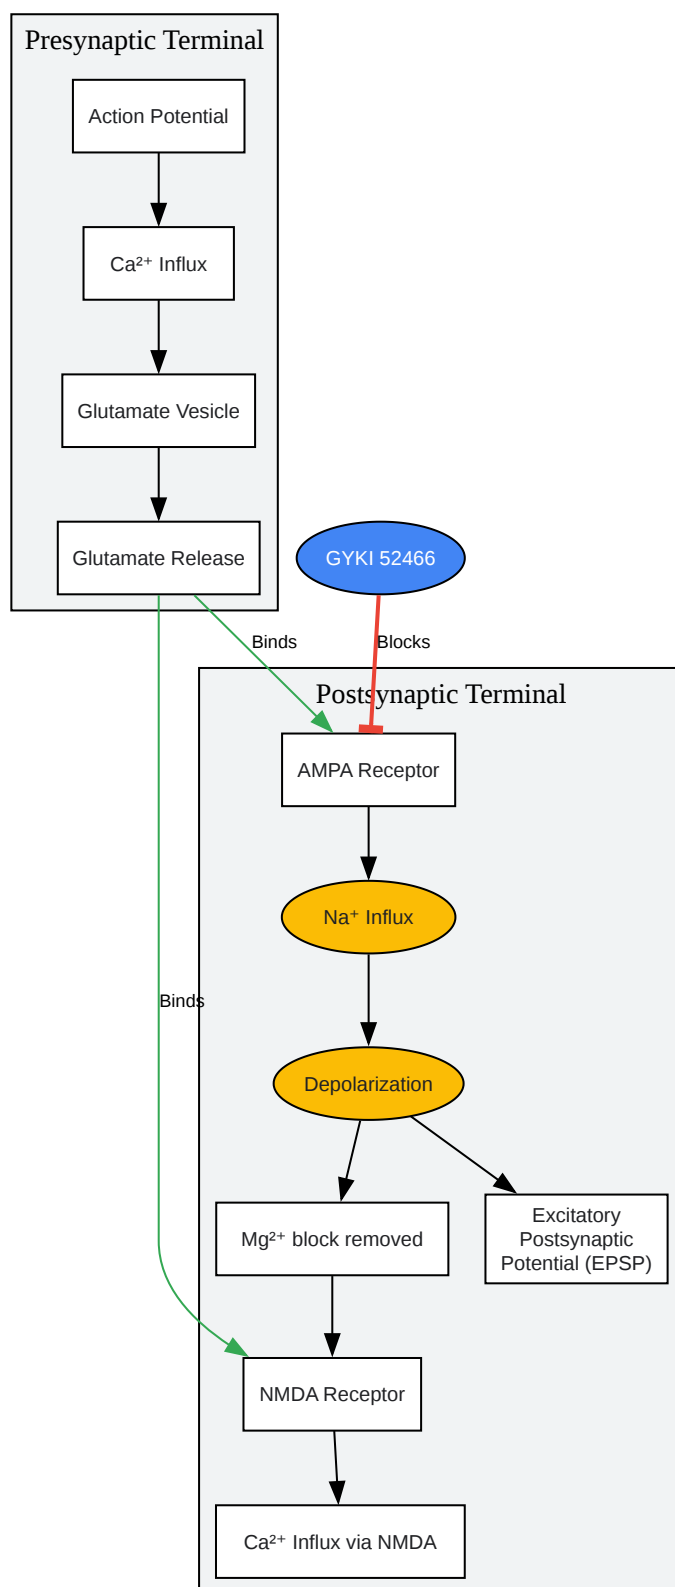 Presynaptic Terminal
Action Potential
Ca²⁺ Influx
Glutamate Vesicle
Glutamate Release
GYKI 52466
Binds
Blocks
Postsynaptic Terminal
AMPA Receptor
Na⁺ Influx
Binds
Depolarization
Mg²⁺ block removed
Excitatory
Postsynaptic
Potential (EPSP)
NMDA Receptor
Ca²⁺ Influx via NMDA